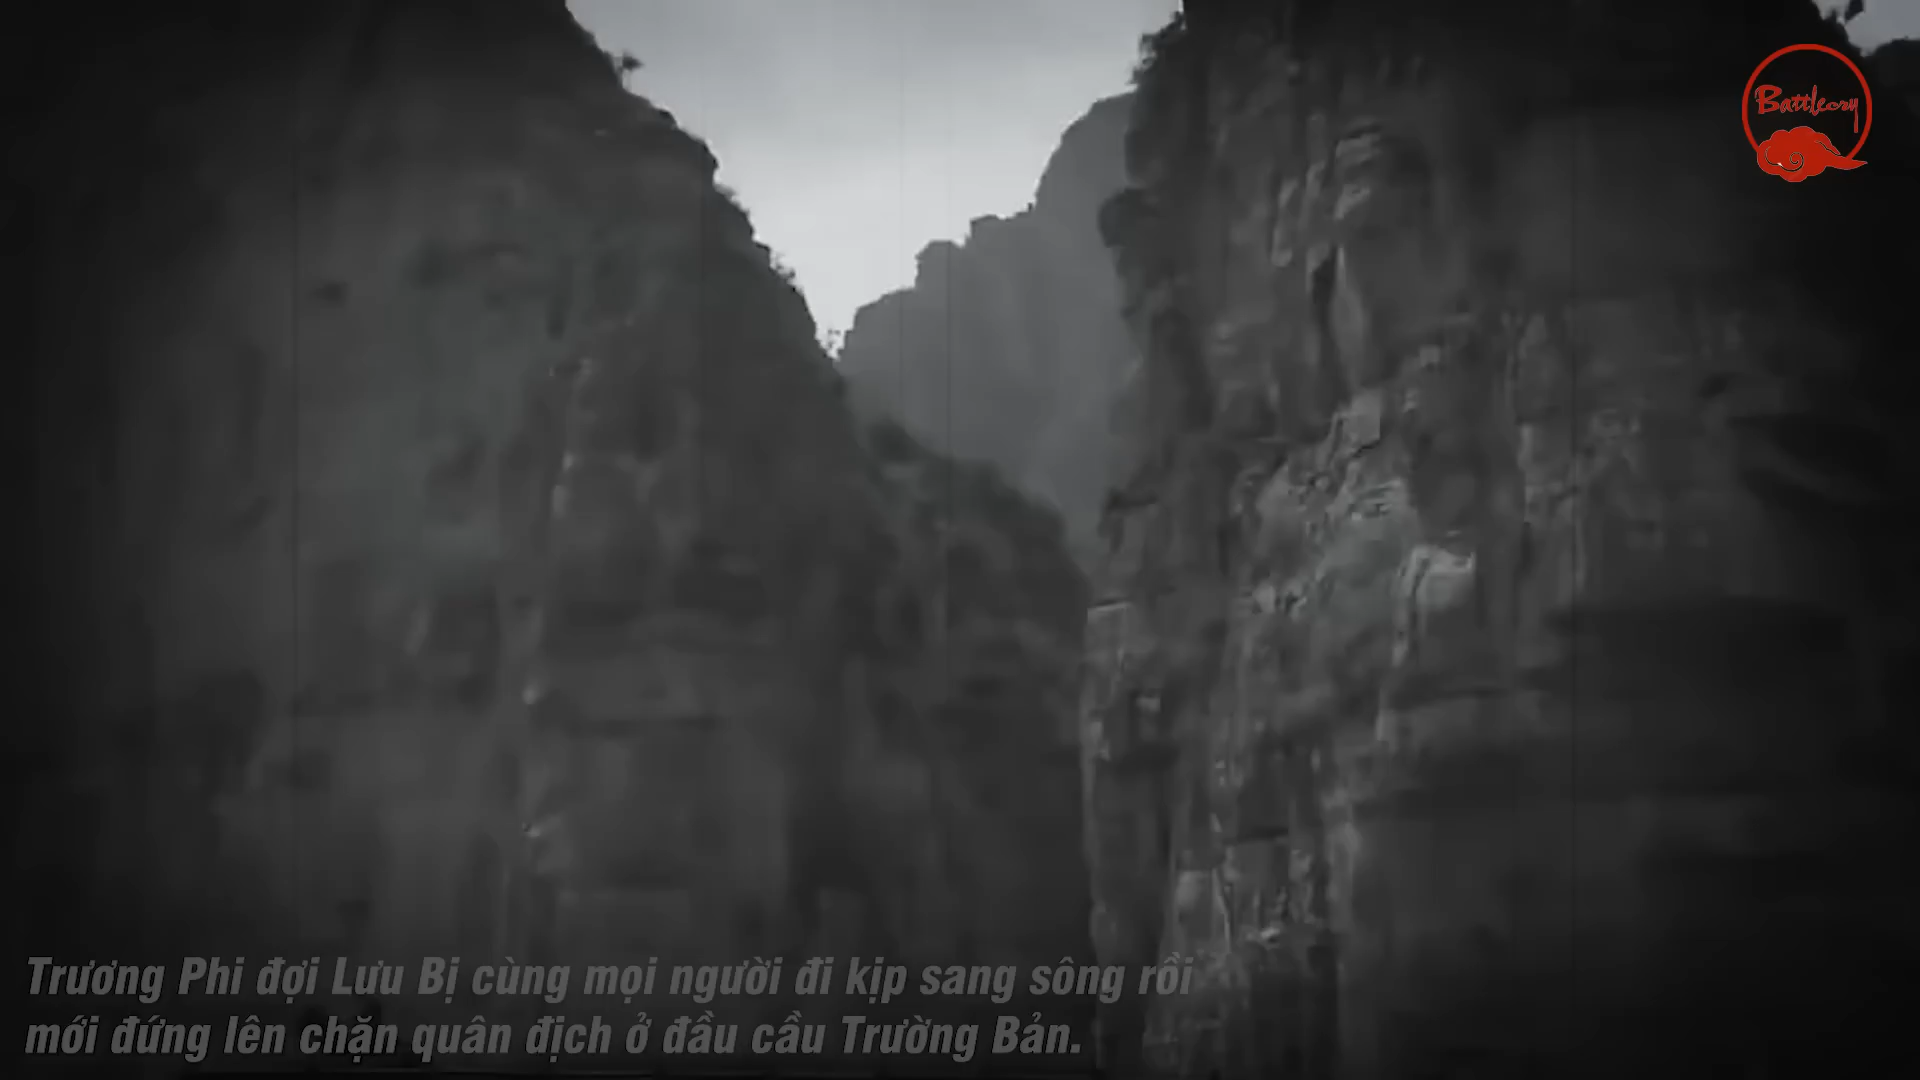 Battlecry
Trương Phi đợi Lưu Bị cùng mọi người đi kịp sang sông rồi
mới đứng lên chặn quân địch ở đầu cầu Trường Bản.